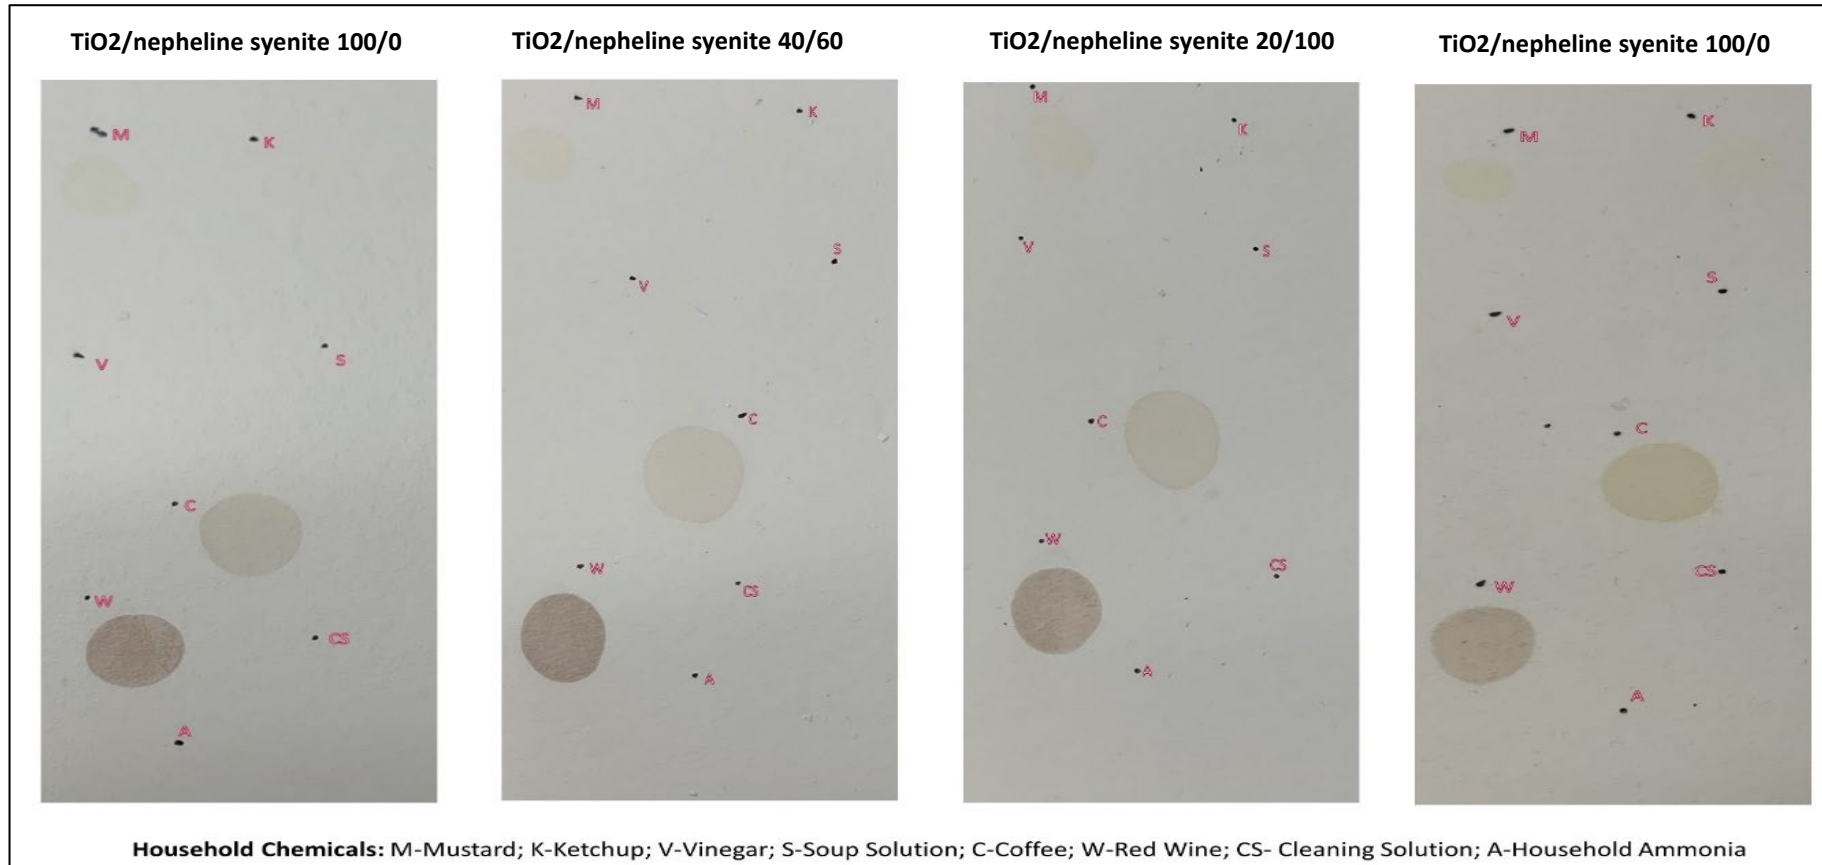 TiO2/nepheline syenite 100/0
TiO2/nepheline syenite 40/60
TiO2/nepheline syenite 20/100
TiO2/nepheline syenite 100/0
M
K
V
S
C
W
CS
A
M
K
S
V
C
W
CS
A
M
K
V
S
C
W
CS
A
M
K
S
V
C
CS
W
A
Household Chemicals: M-Mustard; K-Ketchup; V-Vinegar; S-Soup Solution; C-Coffee; W-Red Wine; CS- Cleaning Solution; A-Household Ammonia